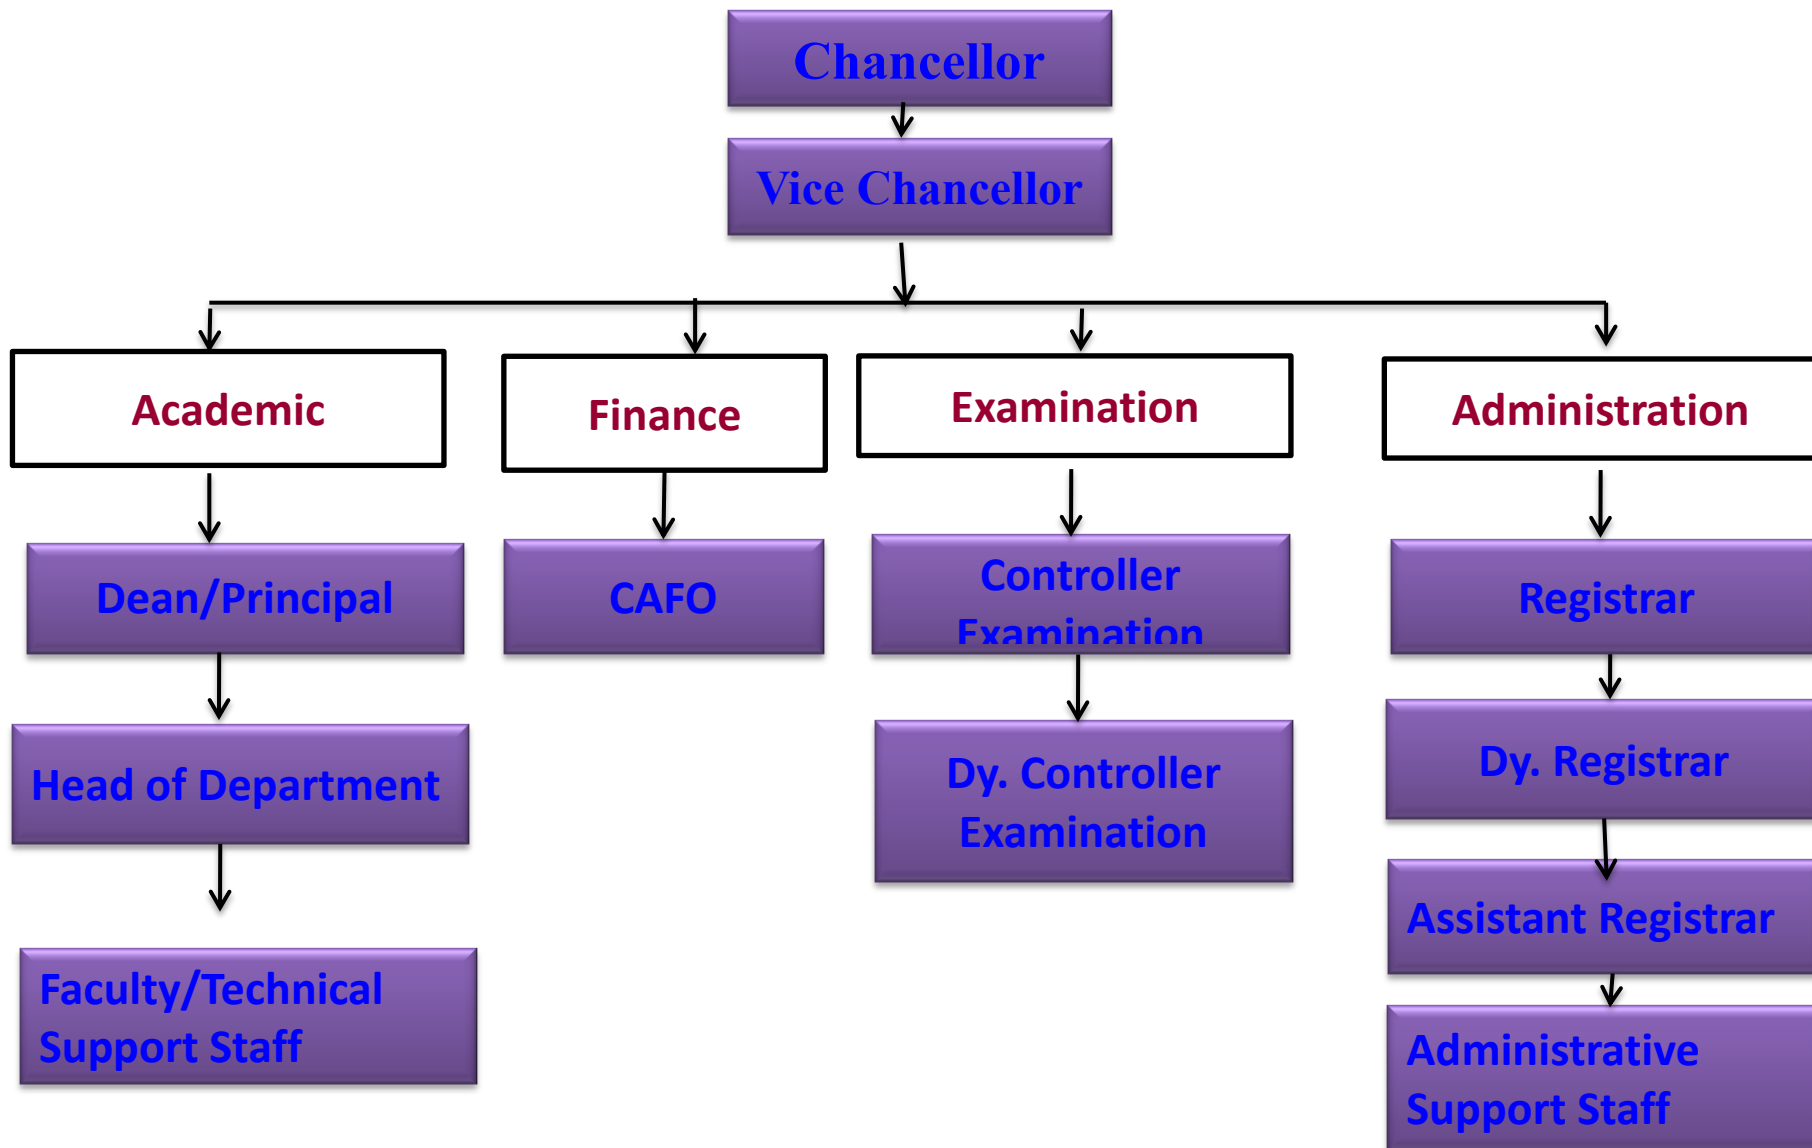 Chancellor
Vice Chancellor
Academic
Finance
Examination
Administration
Dean/Principal
CAFO
Controller
Examination
Registrar
Head of Department
Dy. Controller
Examination
Dy. Registrar
Assistant Registrar
Faculty/Technical
Support Staff
Administrative
Support Staff